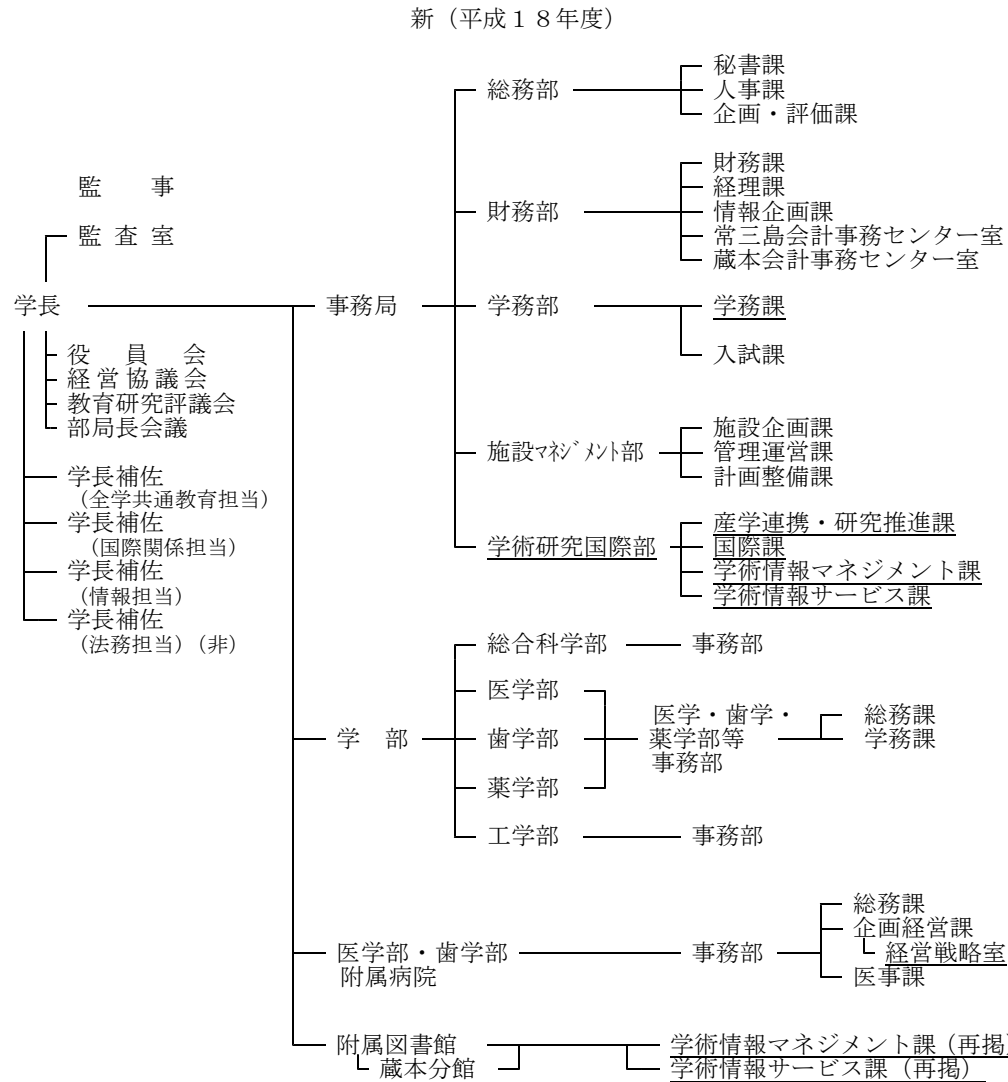 新（平成１８年度）
秘書課
総務部
人事課
企画・評価課
財務課
監　事
経理課
財務部
情報企画課
監 査 室
常三島会計事務センター室
蔵本会計事務センター室
学長
事務局
学務部
学務課
役　員　会
入試課
経 営 協 議 会
教育研究評議会
部局長会議
施設企画課
施設ﾏﾈｼﾞﾒﾝﾄ部
管理運営課
学長補佐
計画整備課
（全学共通教育担当）
学長補佐
産学連携・研究推進課
（国際関係担当）
学術研究国際部
国際課
学長補佐
学術情報マネジメント課
（情報担当）
学術情報サービス課
学長補佐
（法務担当）（非）
総合科学部
事務部
医学部
医学・歯学・
総務課
学　部
歯学部
薬学部等
学務課
事務部
薬学部
工学部
事務部
総務課
企画経営課
医学部・歯学部
事務部
経営戦略室
附属病院
医事課
附属図書館
学術情報マネジメント課（再掲
蔵本分館
学術情報サービス課（再掲）